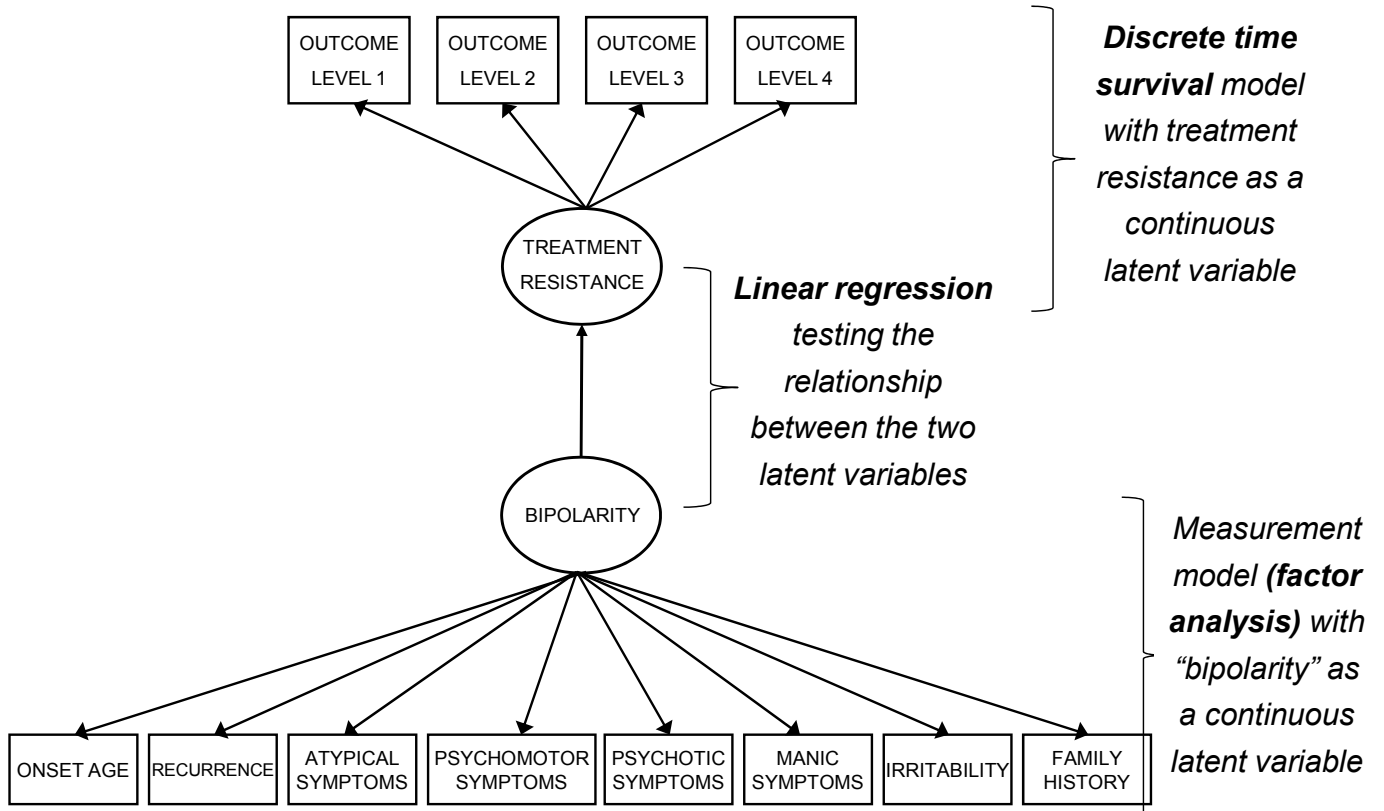 OUTCOME
LEVEL 1
OUTCOME
LEVEL 2
OUTCOME
LEVEL 3
OUTCOME
LEVEL 4
Discrete time
survival model
with treatment
resistance as a
continuous
latent variable
TREATMENT
RESISTANCE
Linear regression
testing the
relationship
between the two
latent variables
BIPOLARITY
Measurement
model (factor
analysis) with
“bipolarity” as
a continuous
latent variable
ONSET AGE
RECURRENCE
ATYPICAL
SYMPTOMS
PSYCHOMOTOR
SYMPTOMS
PSYCHOTIC
SYMPTOMS
MANIC
SYMPTOMS
IRRITABILITY
FAMILY
HISTORY